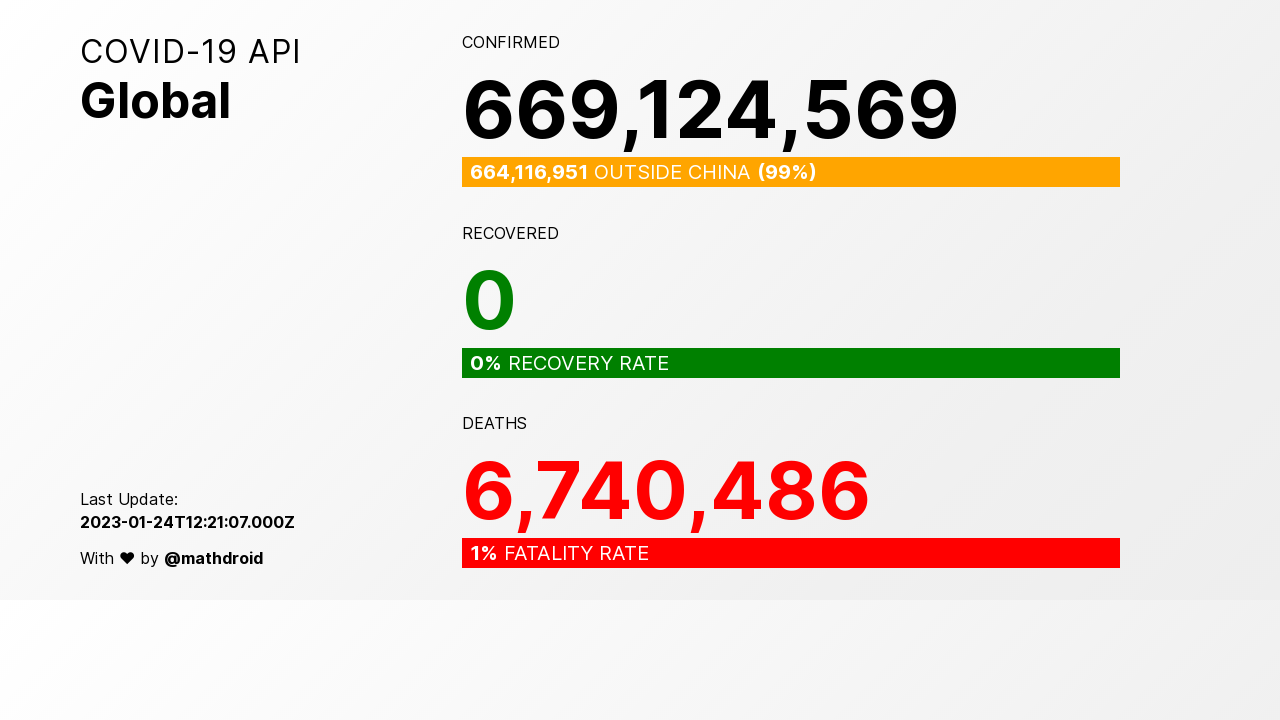 COVID-19 API
Global
CONFIRMED
669,124,569
664,116,951 OUTSIDE CHINA (99%)
RECOVERED
0
0% RECOVERY RATE
DEATHS
6,740,486
1% FATALITY RATE
Last Update:
2023-01-24T12:21:07.000Z
With ♥ by @mathdroid